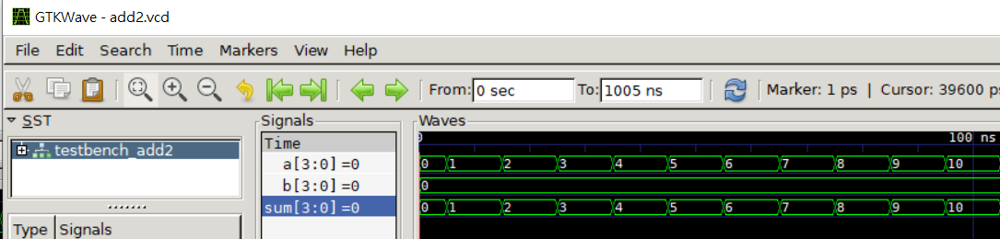 GTKWave - add2.vcd
File Edit Search Time Markers View Help
From: 0 sec To: 1005 ns Marker: 1 ps | Cursor: 39600 ps
SST Signals Waves
testbench_add2
Time
0 100 ns
a[3:0]=0 0 1 2 3 4 5 6 7 8 9 10
b[3:0]=0 0
sum[3:0]=0 0 1 2 3 4 5 6 7 8 9 10
Type Signals